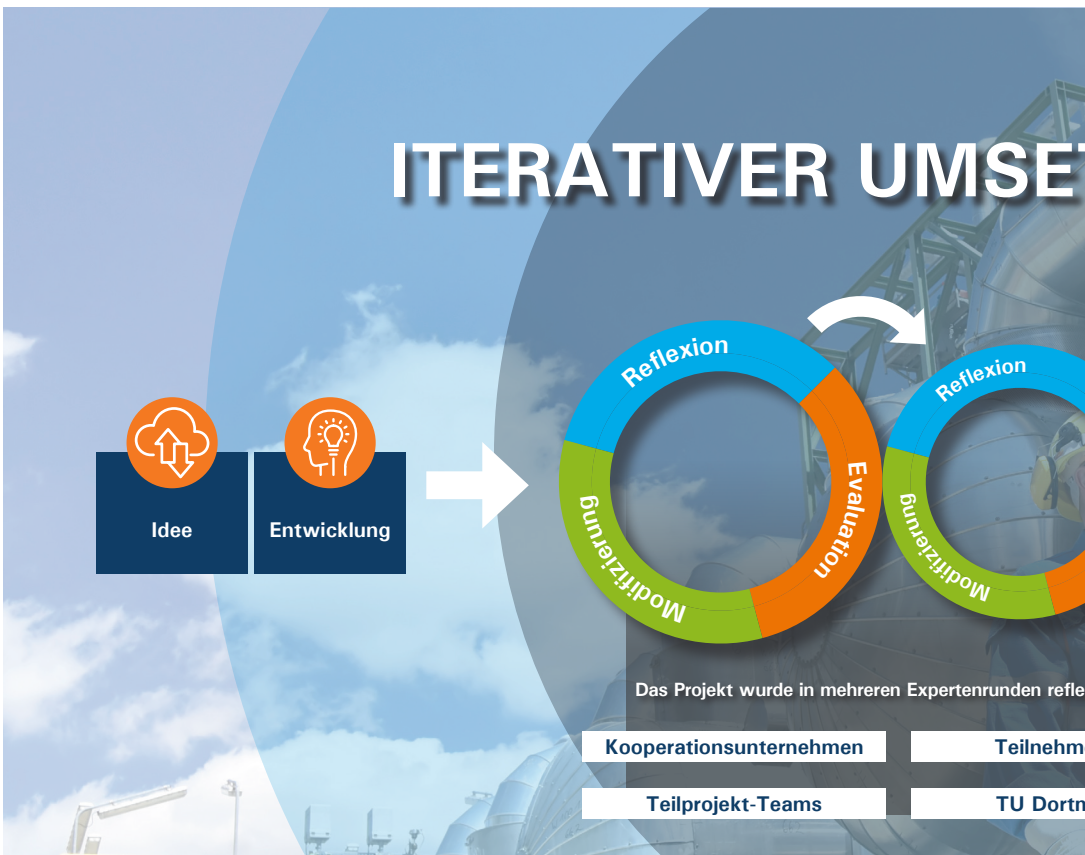 ITERATIVER UMSET
Reflexion
Evaluation
Modifizierung
Reflexion
Modifizierung
Idee
Entwicklung
Das Projekt wurde in mehreren Expertenrunden refle
Kooperationsunternehmen
Teilnehm
Teilprojekt-Teams
TU Dortm